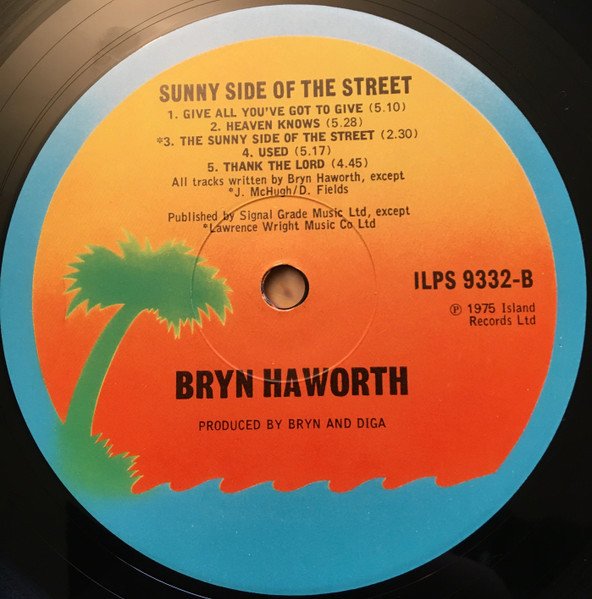 SUNNY SIDE OF THE STREET
1. GIVE ALL YOU'VE GOT TO GIVE (5.10)
2. HEAVEN KNOWS (5.28)
*3. THE SUNNY SIDE OF THE STREET (2.30)
4. USED (5.17)
5. THANK THE LORD (4.45)
All tracks written by Bryn Haworth, except
*J. McHugh/D. Fields
Published by Signal Grade Music Ltd, except
*Lawrence Wright Music Co Ltd
ILPS 9332-B
℗ 1975 Island
Records Ltd
BRYN HAWORTH
PRODUCED BY BRYN AND DIGA